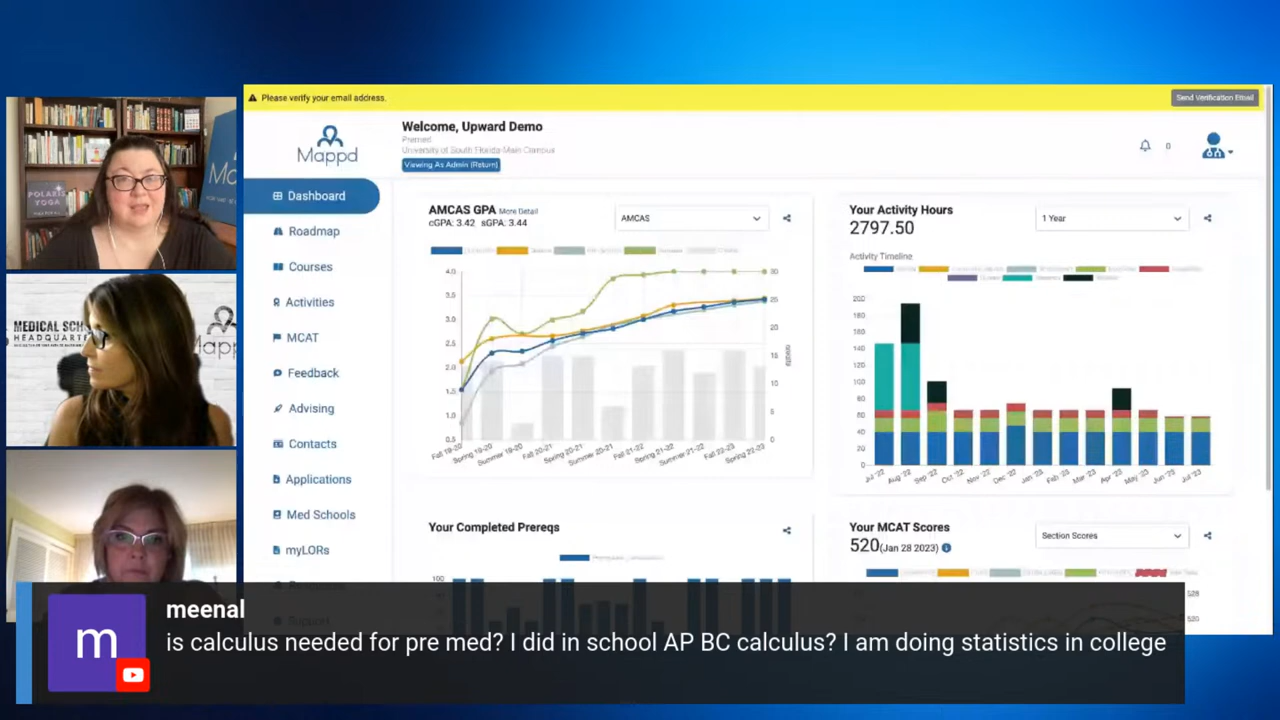 Please verify your email address.
Send Verification Email
Mappd
Welcome, Upward Demo
Premed
University of South Florida-Main Campus
Viewing As Admin (Return)
0
Dashboard
Roadmap
Courses
Activities
MCAT
Feedback
Advising
Contacts
Applications
Med Schools
myLORs
Support
AMCAS GPA More Detail
cGPA: 3.42 sGPA: 3.44
AMCAS
4.0
3.5
3.0
2.5
2.0
1.5
1.0
0.5
30
25
20
15
10
5
0
Fall 19-20
Spring 19-20
Summer 19-20
Fall 20-21
Spring 20-21
Summer 20-21
Fall 21-22
Spring 21-22
Summer 21-22
Fall 22-23
Spring 22-23
Your Activity Hours
2797.50
1 Year
Activity Timeline
200
180
160
140
120
100
80
60
40
20
0
Jul '22
Aug '22
Sep '22
Oct '22
Nov '22
Dec '22
Jan '23
Feb '23
Mar '23
Apr '23
May '23
Jun '23
Jul '23
Your Completed Prereqs
100
Your MCAT Scores
520(Jan 28 2023)
Section Scores
528
520
POLARIS
YOGA
MEDICAL SCH
HEADQUARTE
app
m
meenal
is calculus needed for pre med? I did in school AP BC calculus? I am doing statistics in college